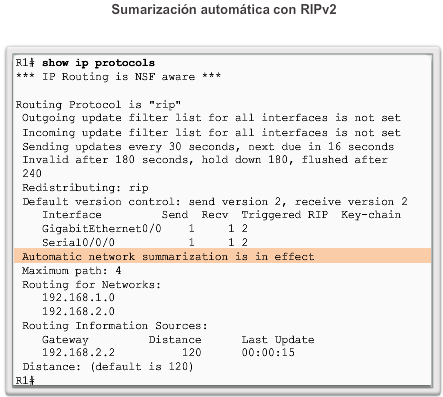 Sumarización automática con RIPv2
R1# show ip protocols
*** IP Routing is NSF aware ***
Routing Protocol is "rip"
Outgoing update filter list for all interfaces is not set
Incoming update filter list for all interfaces is not set
Sending updates every 30 seconds, next due in 16 seconds
Invalid after 180 seconds, hold down 180, flushed after
240
Redistributing: rip
Default version control: send version 2, receive version 2
Interface Send Recv Triggered RIP Key-chain
GigabitEthernet0/0 1 1 2
Serial0/0/0 1 1 2
Automatic network summarization is in effect
Maximum path: 4
Routing for Networks:
192.168.1.0
192.168.2.0
Routing Information Sources:
Gateway Distance Last Update
192.168.2.2 120 00:00:15
Distance: (default is 120)
R1#